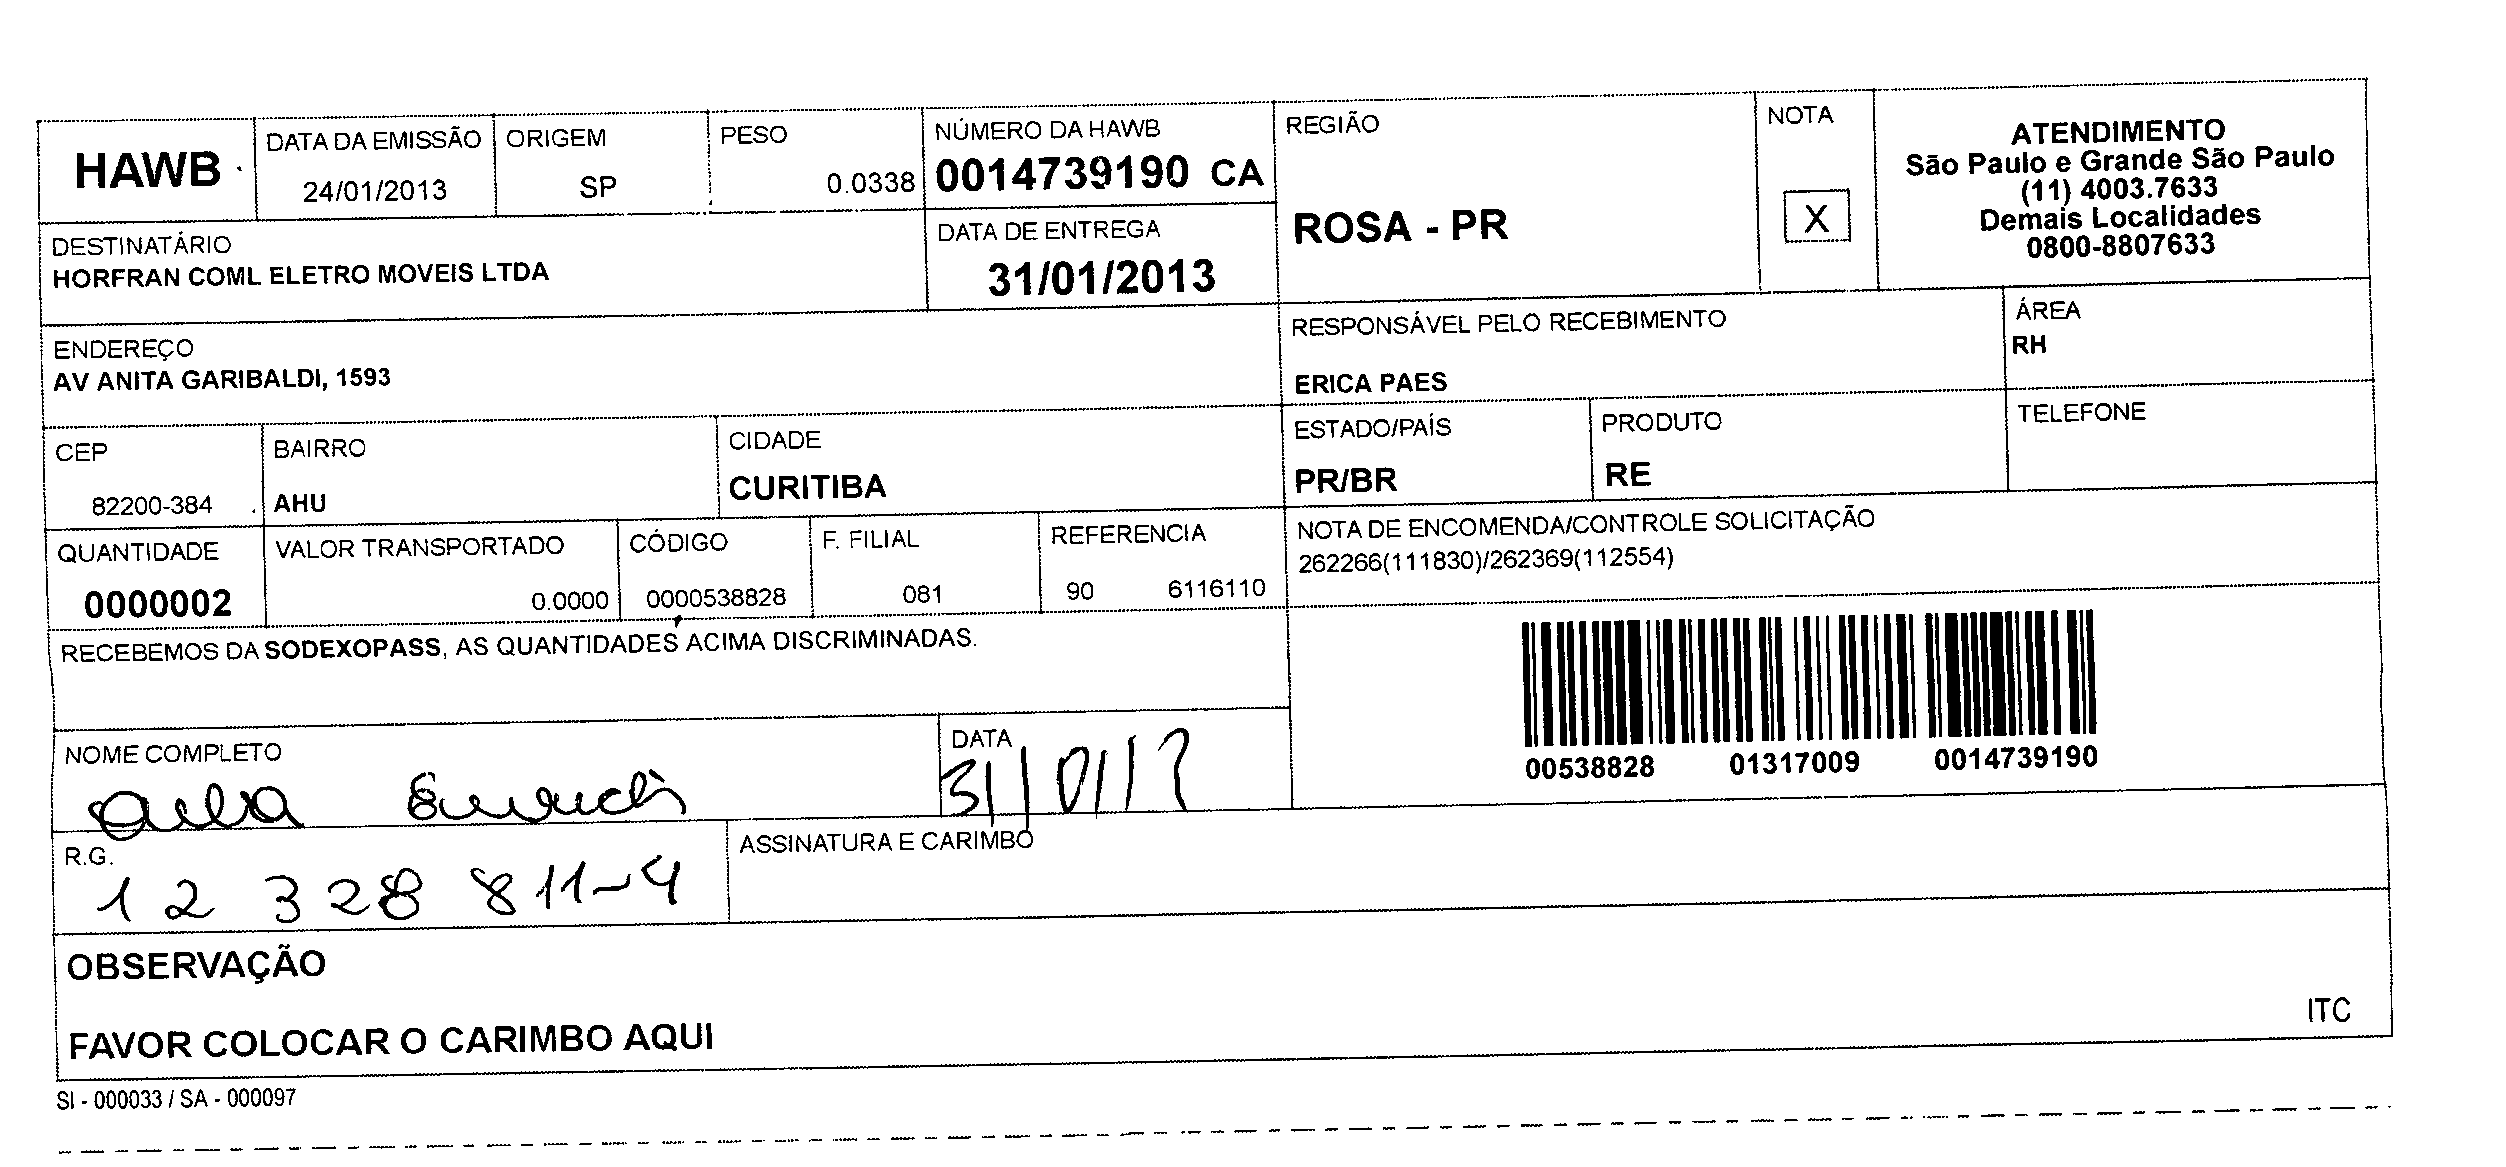 HAWB
DATA DA EMISSÃO
24/01/2013
ORIGEM
SP
PESO
0.0338
NÚMERO DA HAWB
0014739190 CA
REGIÃO
ROSA - PR
NOTA
X
ATENDIMENTO
São Paulo e Grande São Paulo
(11) 4003.7633
Demais Localidades
0800-8807633
DESTINATÁRIO
HORFRAN COML ELETRO MOVEIS LTDA
DATA DE ENTREGA
31/01/2013
ENDEREÇO
AV ANITA GARIBALDI, 1593
RESPONSÁVEL PELO RECEBIMENTO
ERICA PAES
ÁREA
RH
CEP
82200-384
BAIRRO
AHU
CIDADE
CURITIBA
ESTADO/PAÍS
PR/BR
PRODUTO
RE
TELEFONE
QUANTIDADE
0000002
VALOR TRANSPORTADO
0.0000
CÓDIGO
0000538828
F. FILIAL
081
REFERENCIA
90 6116110
NOTA DE ENCOMENDA/CONTROLE SOLICITAÇÃO
262266(111830)/262369(112554)
RECEBEMOS DA SODEXOPASS, AS QUANTIDADES ACIMA DISCRIMINADAS.
00538828 01317009 0014739190
NOME COMPLETO
DATA
31/01/1
R.G.
12 328 811-4
ASSINATURA E CARIMBO
OBSERVAÇÃO
FAVOR COLOCAR O CARIMBO AQUI
ITC
SI - 000033 / SA - 000097